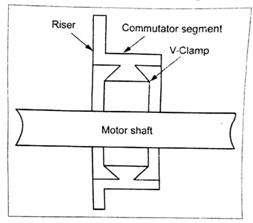 Riser
Commutator segment
V-Clamp
Motor shaft